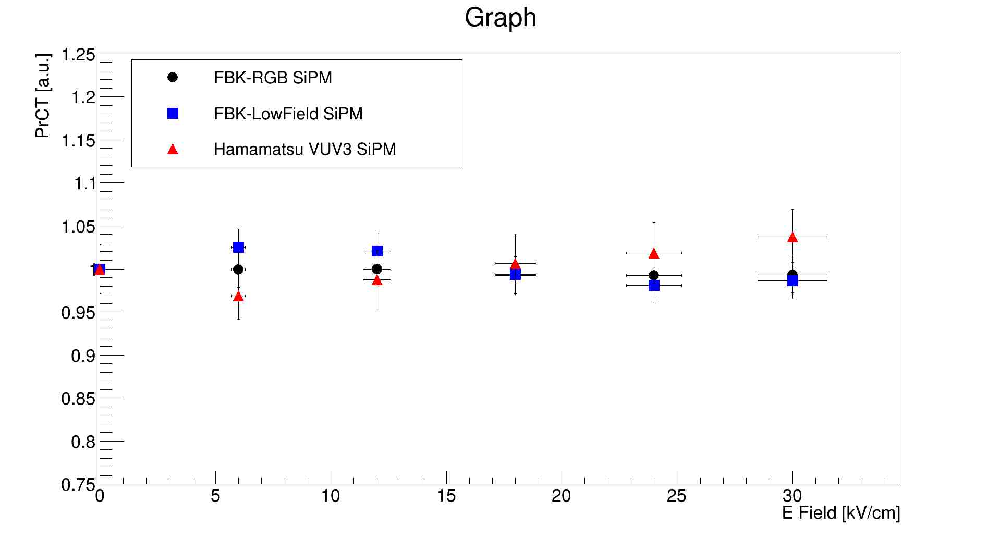 Graph
PrCT [a.u.]
1.25
1.2
1.15
1.1
1.05
1
0.95
0.9
0.85
0.8
0.75
FBK-RGB SiPM
FBK-LowField SiPM
Hamamatsu VUV3 SiPM
0 5 10 15 20 25 30
E Field [kV/cm]